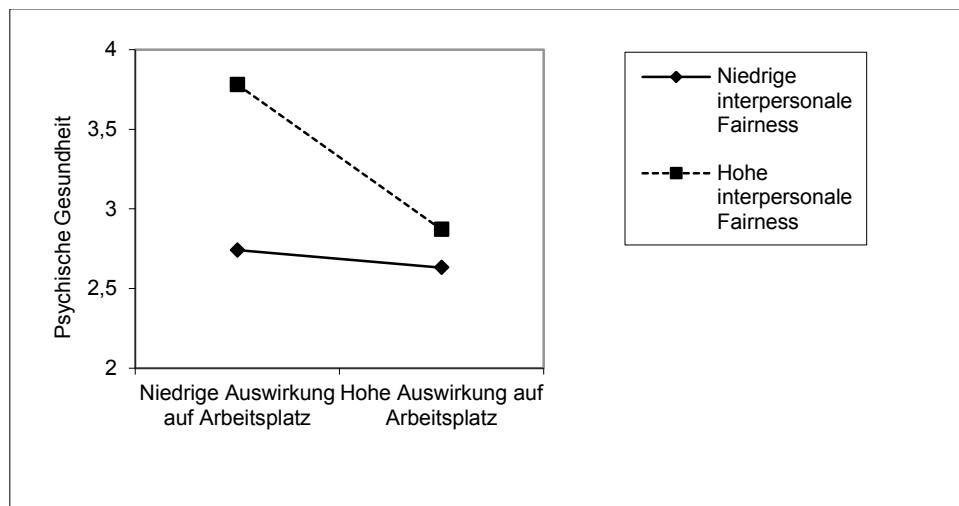 4
3,5
3
2,5
2
Psychische Gesundheit
Niedrige Auswirkung
auf Arbeitsplatz
Hohe Auswirkung auf
Arbeitsplatz
Niedrige
interpersonale
Fairness
Hohe
interpersonale
Fairness